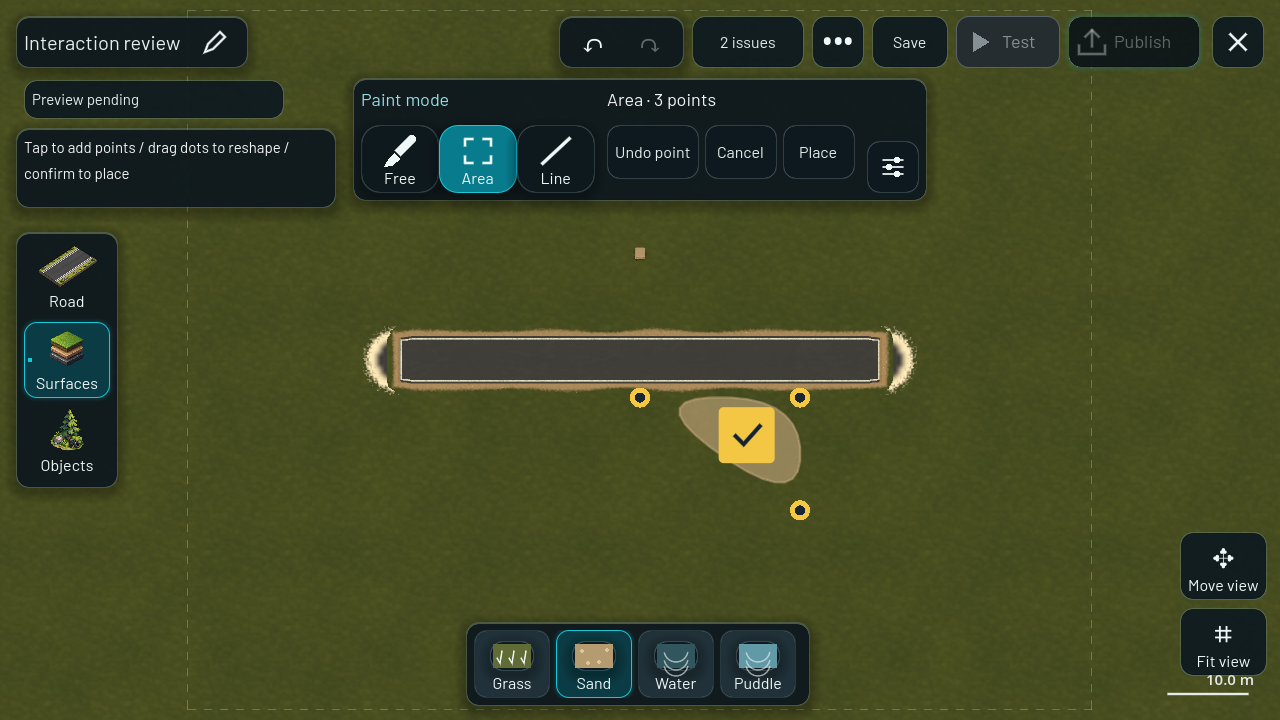 Interaction review
2 issues
•••
Save
Test
Publish
Preview pending
Tap to add points / drag dots to reshape /
confirm to place
Paint mode
Area · 3 points
Free
Area
Line
Undo point
Cancel
Place
Road
Surfaces
Objects
Move view
Fit view
10.0 m
Grass
Sand
Water
Puddle